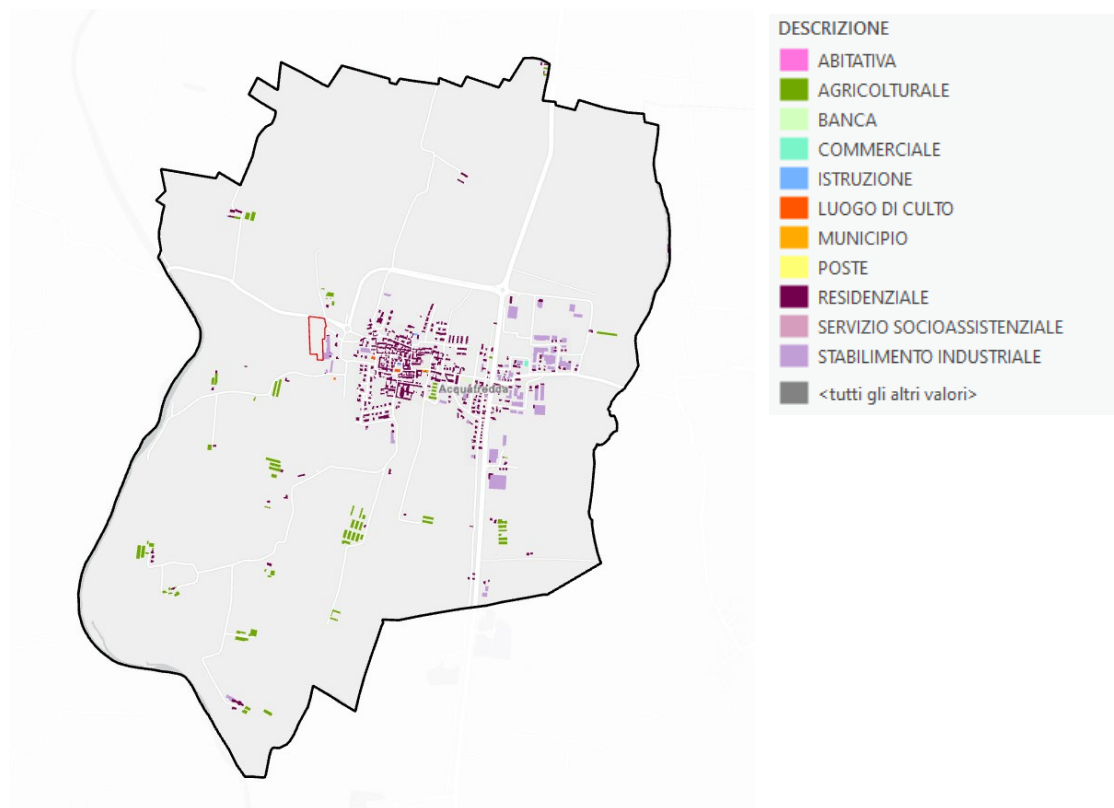 DESCRIZIONE
ABITATIVA
AGRICOLTURALE
BANCA
COMMERCIALE
ISTRUZIONE
LUOGO DI CULTO
MUNICIPIO
POSTE
RESIDENZIALE
SERVIZIO SOCIOASSISTENZIALE
STABILIMENTO INDUSTRIALE
<tutti gli altri valori>
Acquafredda